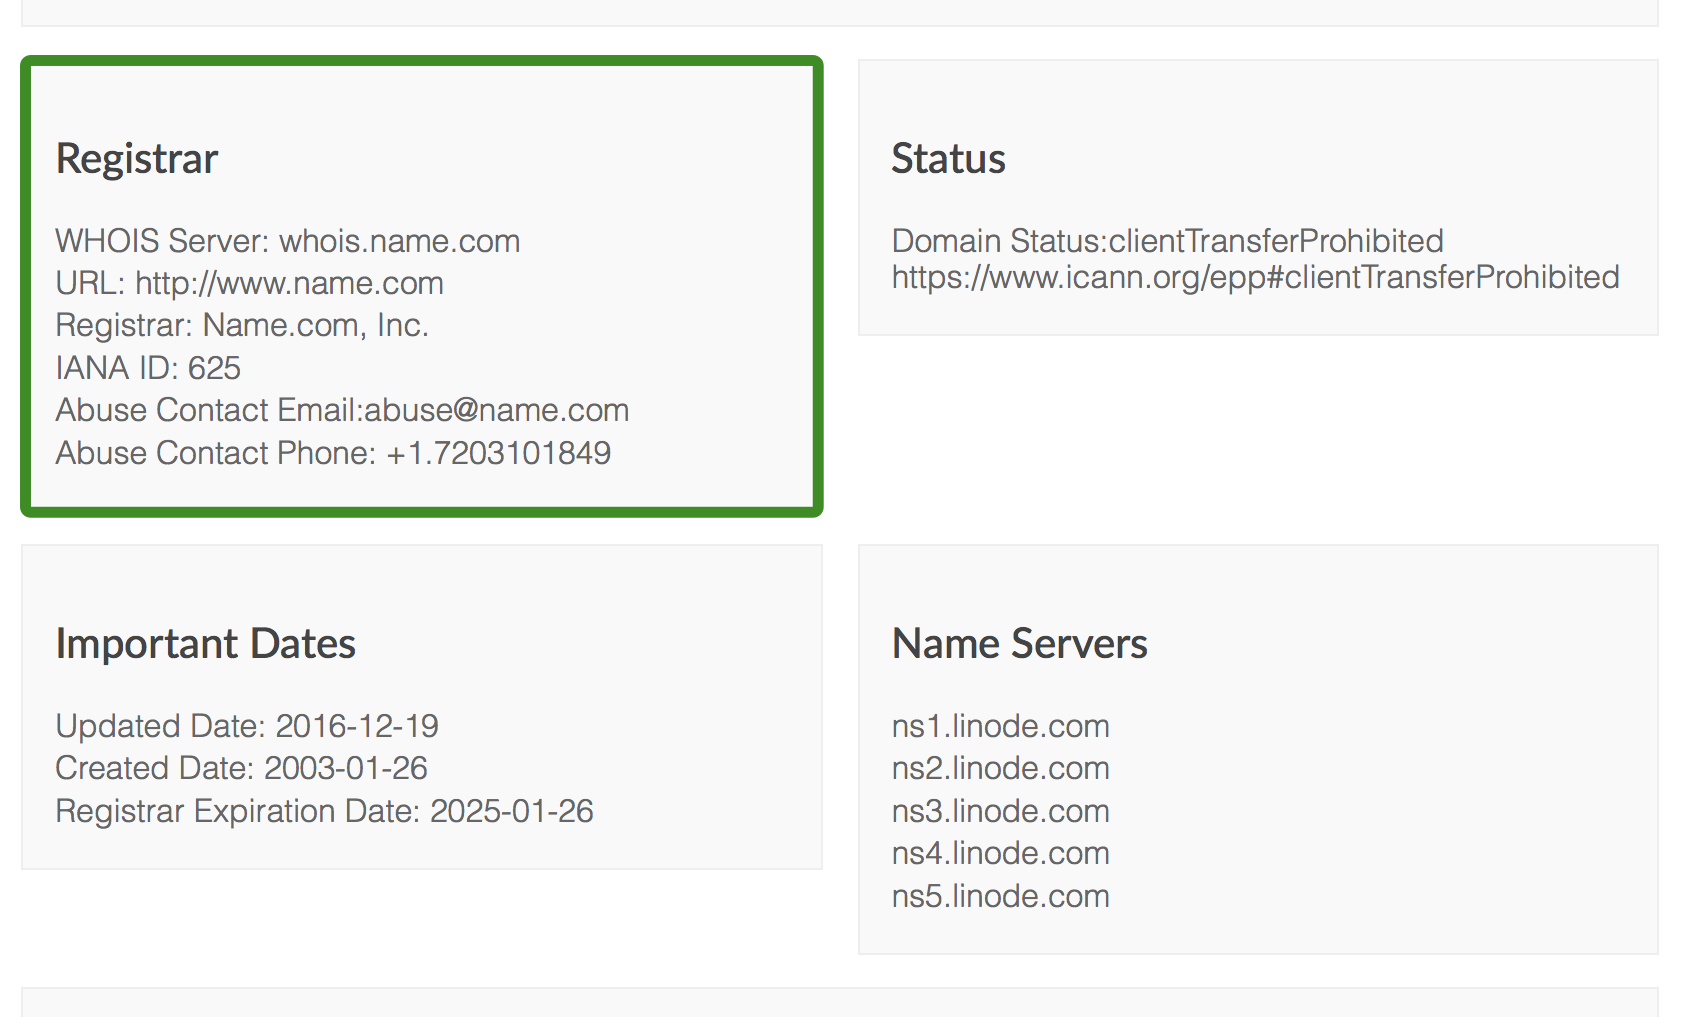 Registrar
WHOIS Server: whois.name.com
URL: http://www.name.com
Registrar: Name.com, Inc.
IANA ID: 625
Abuse Contact Email:abuse@name.com
Abuse Contact Phone: +1.7203101849
Status
Domain Status:clientTransferProhibited
https://www.icann.org/epp#clientTransferProhibited
Important Dates
Updated Date: 2016-12-19
Created Date: 2003-01-26
Registrar Expiration Date: 2025-01-26
Name Servers
ns1.linode.com
ns2.linode.com
ns3.linode.com
ns4.linode.com
ns5.linode.com